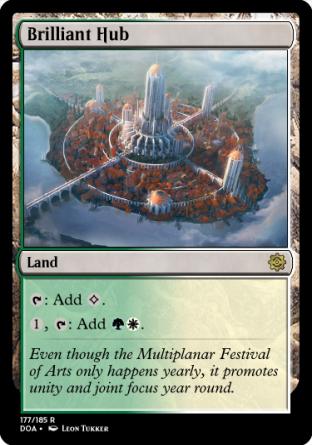 Brilliant Hub
Land
: Add .
1, : Add .
Even though the Multiplanar Festival
of Arts only happens yearly, it promotes
unity and joint focus year round.
177/185 R
DOA • Leon Tukker